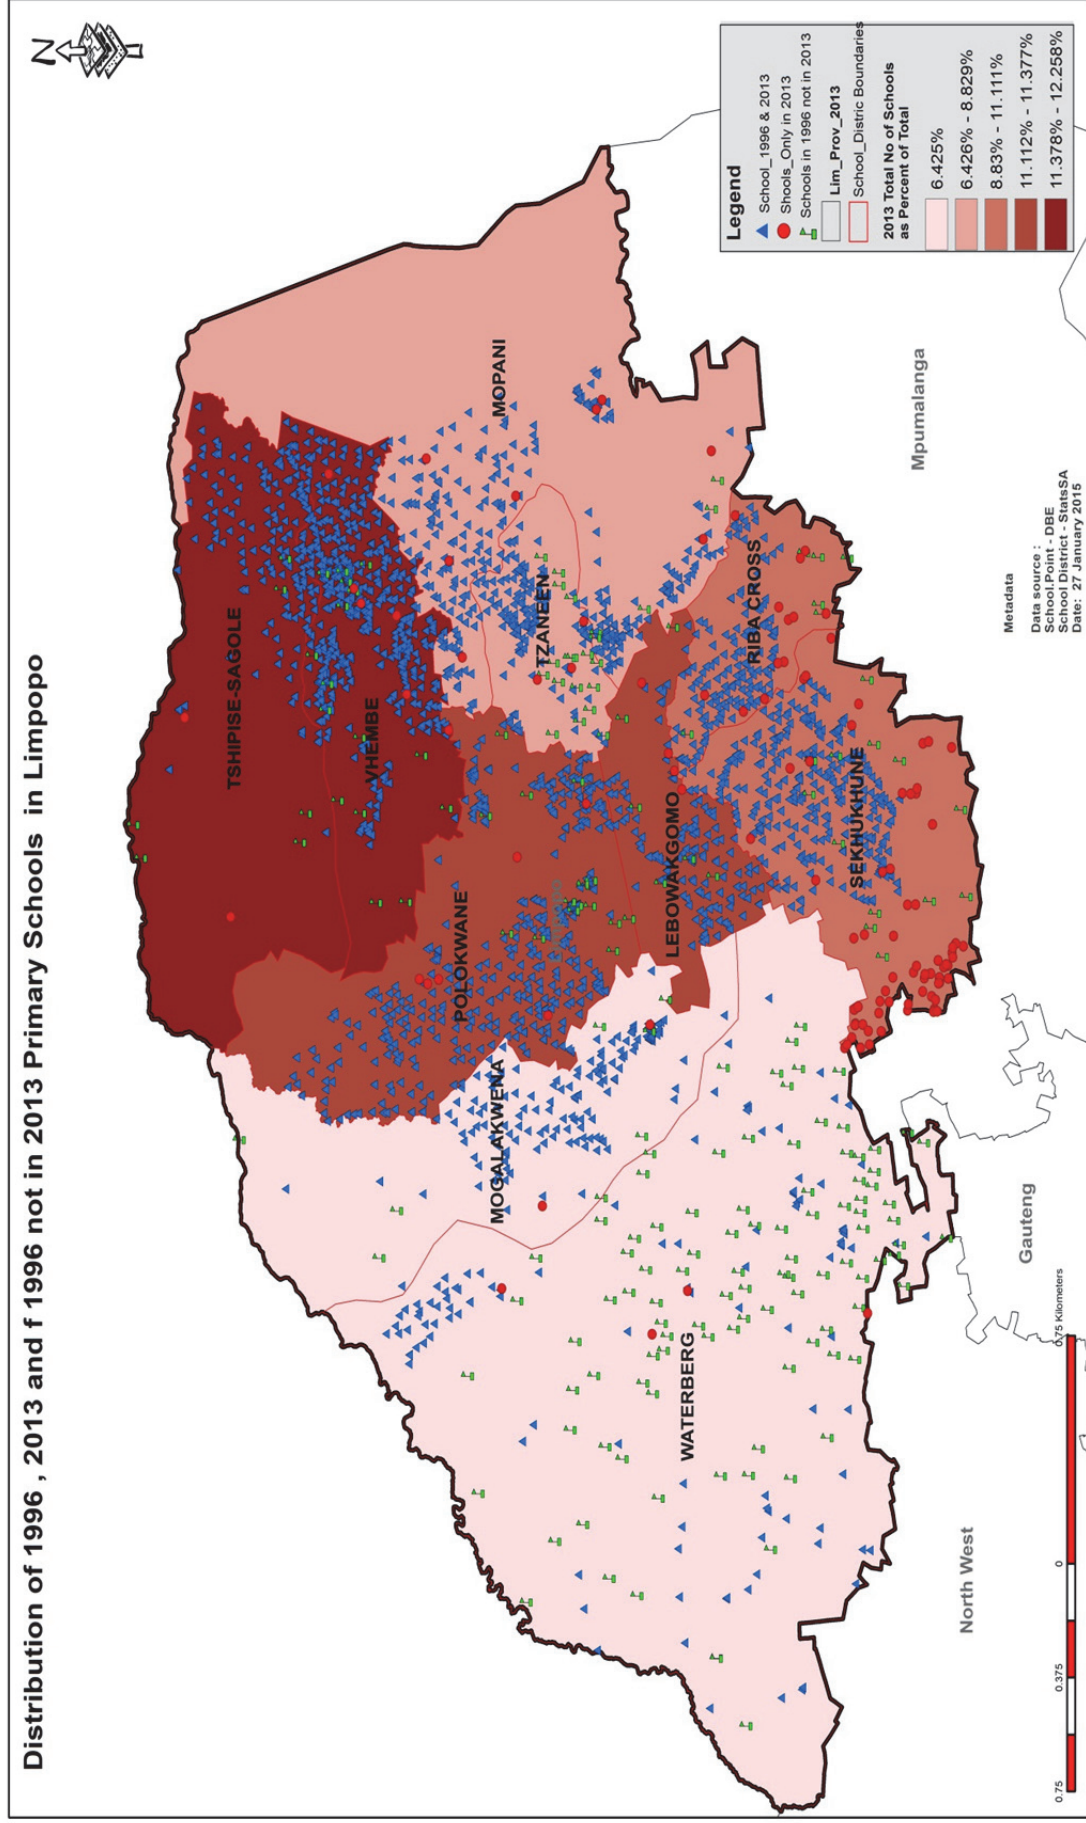 Distribution of 1996 , 2013 and f 1996 not in 2013 Primary Schools in Limpopo
N
TSHIPISE-SAGOLE
VHEMBE
MOPANI
POLOKWANE
TZANEEN
MOGALAKWENA
LEBOWAKGOMO
RIBA CROSS
WATERBERG
SEKHUKHUNE
Mpumalanga
Gauteng
North West
Legend
School_1996 & 2013
Shools_Only in 2013
Schools in 1996 not in 2013
Lim_Prov_2013
School_Distric Boundaries
2013 Total No of Schools
as Percent of Total
6.425%
6.426% - 8.829%
8.83% - 11.111%
11.112% - 11.377%
11.378% - 12.258%
Metadata
Data source :
School.Point - DBE
School District - StatsSA
Date: 27 January 2015
0.75 0.375 0 0.75 Kilometers